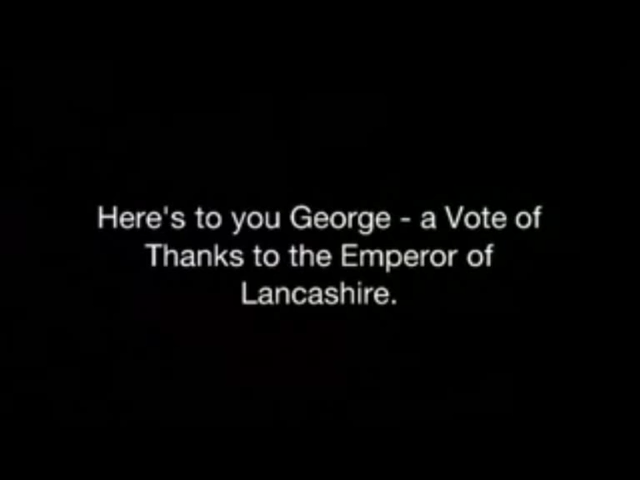 Here's to you George - a Vote of
Thanks to the Emperor of
Lancashire.